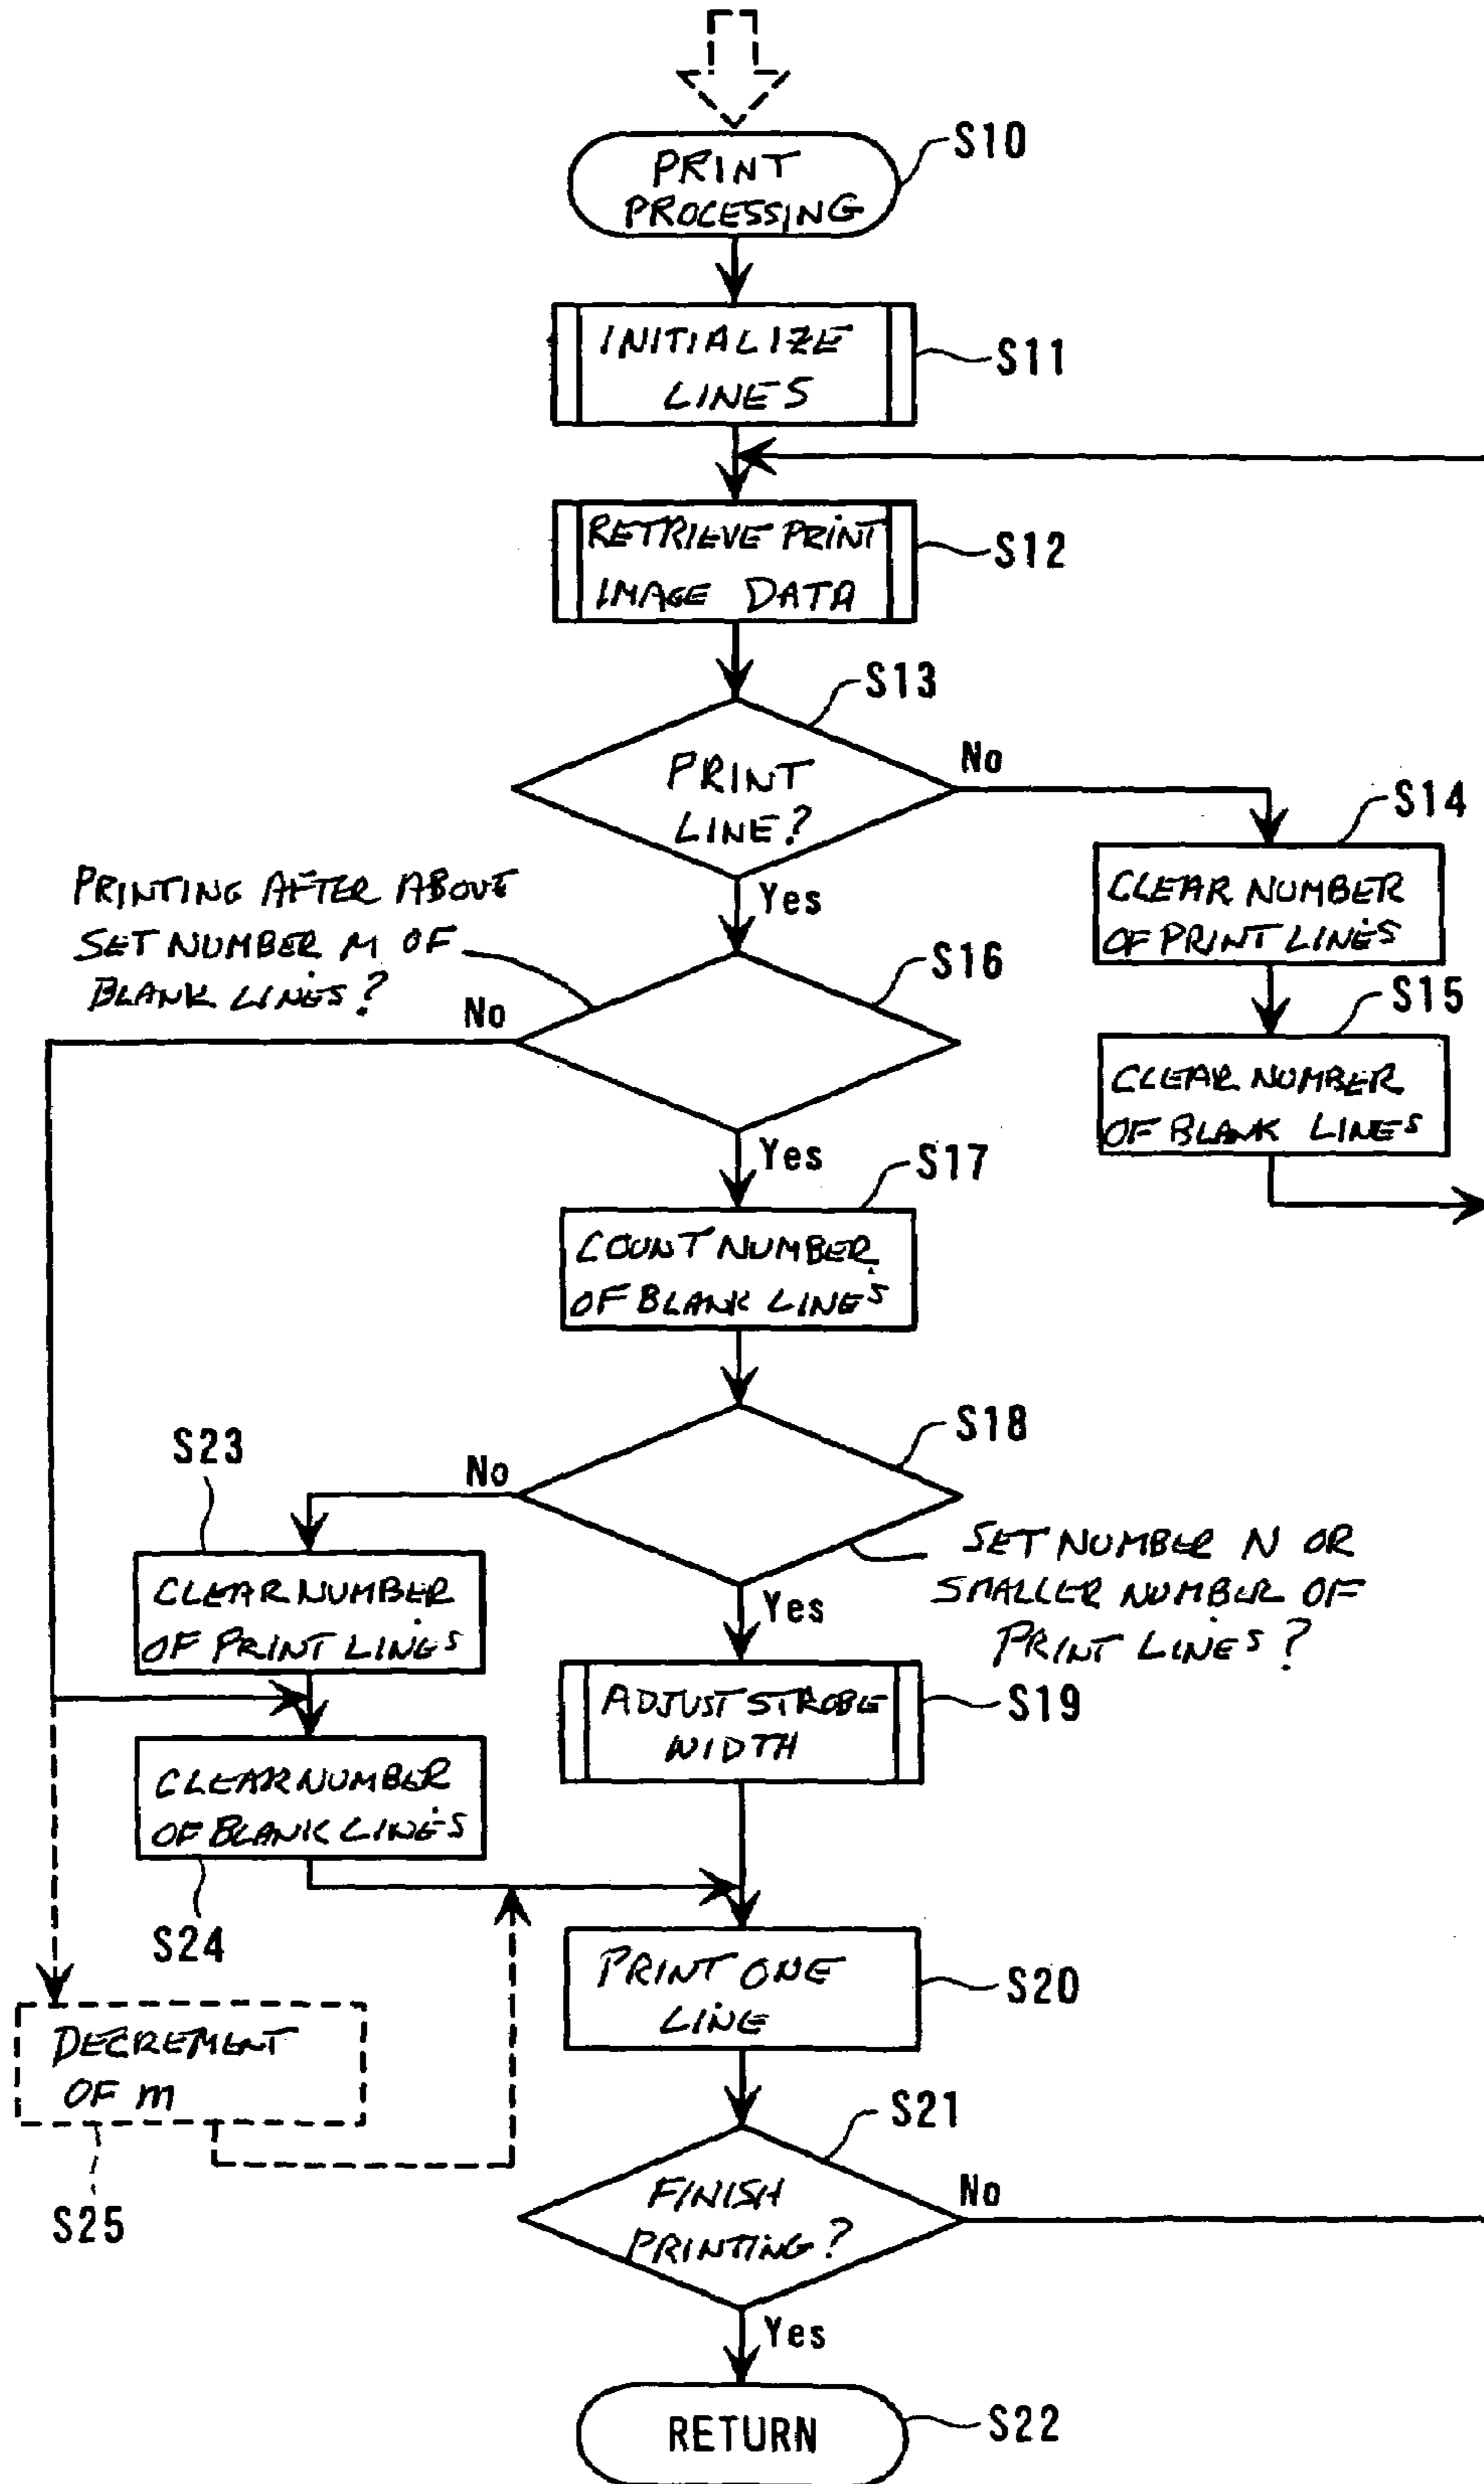 S10
PRINT
PROCESSING
INITIALIZE
LINES
S11
RETRIEVE PRINT
IMAGE DATA
S12
S13
PRINT
LINE?
No
Yes
S14
CLEAR NUMBER
OF PRINT LINES
S15
CLEAR NUMBER
OF BLANK LINES
PRINTING AFTER ABOVE
SET NUMBER M OF
BLANK LINES?
S16
No
Yes
S17
COUNT NUMBER
OF BLANK LINES
S18
No
Yes
SET NUMBER N OR
SMALLER NUMBER OF
PRINT LINES?
S23
CLEAR NUMBER
OF PRINT LINES
ADJUST STROBE
WIDTH
S19
CLEAR NUMBER
OF BLANK LINES
S24
PRINT ONE
LINE
S20
DECREMENT
OF m
S25
S21
FINISH
PRINTING?
No
Yes
RETURN
S22